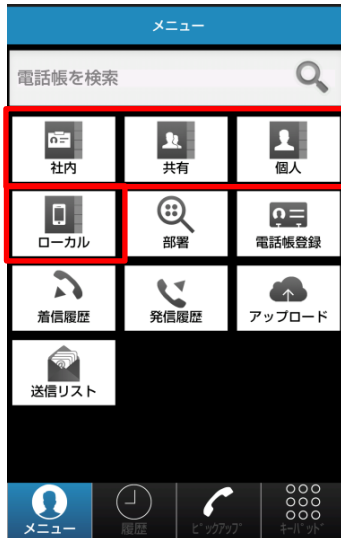 メニュー
電話帳を検索
社内
共有
個人
ローカル
部署
電話帳登録
着信履歴
発信履歴
アップロード
送信リスト
メニュー
履歴
ﾋﾟｯｸｱｯﾌﾟ
ｷｰﾊﾟｯﾄﾞ